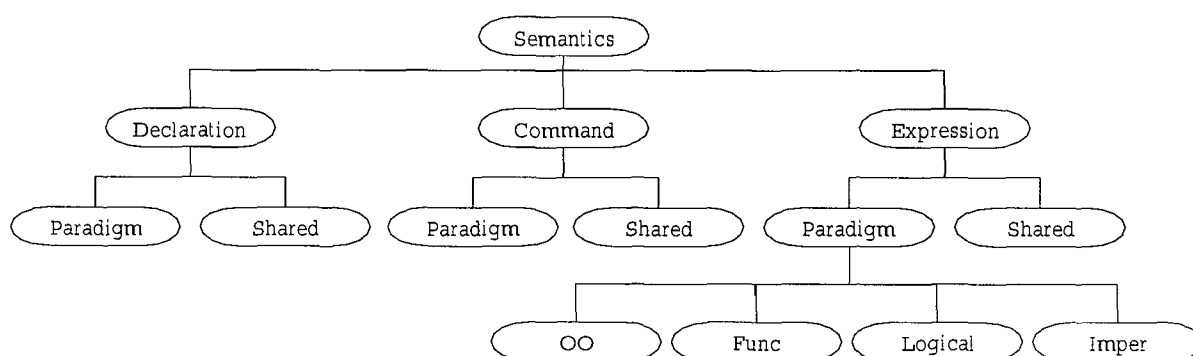 Semantics
Declaration Command Expression
Paradigm Shared Paradigm Shared Paradigm Shared
OO Func Logical Imper